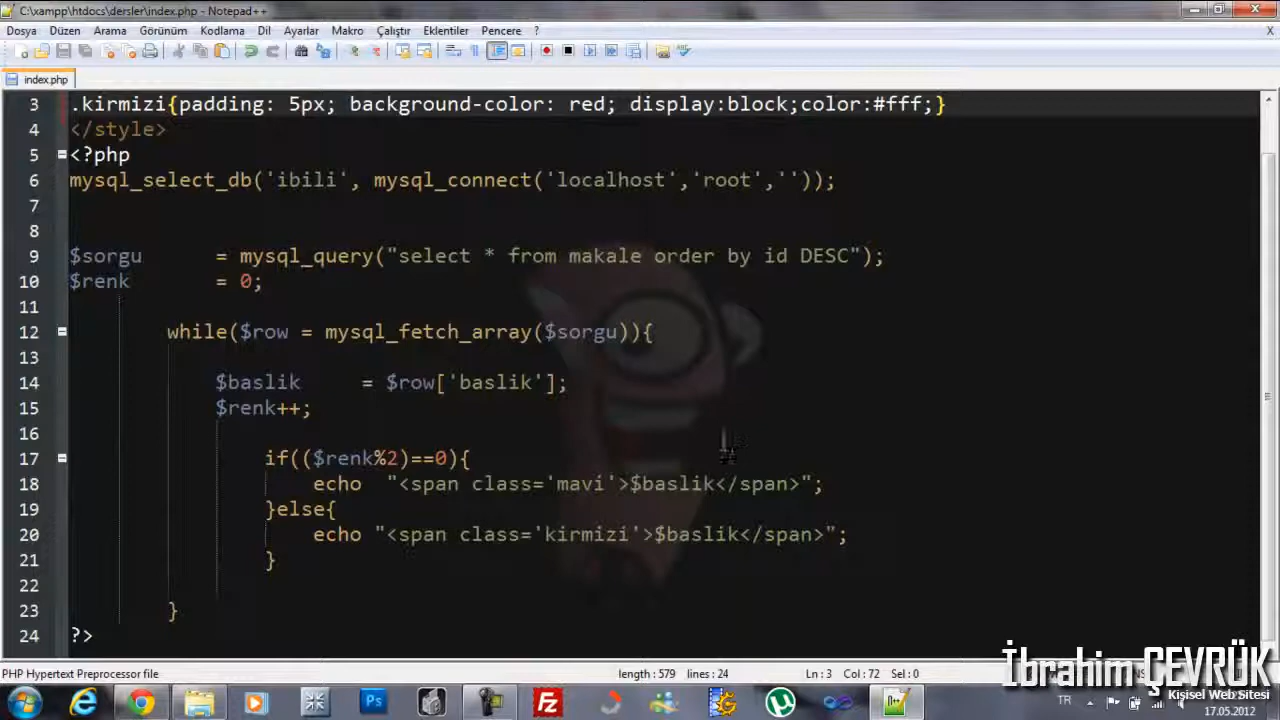 C:\xampp\htdocs\dersler\index.php - Notepad++
Dosya Düzen Arama Görünüm Kodlama Dil Ayarlar Makro Çalıştır Eklentiler Pencere ? X
index.php
3 .kirmizi{padding: 5px; background-color: red; display:block;color:#fff;}
4 </style>
5 <?php
6 mysql_select_db('ibili', mysql_connect('localhost','root',''));
7
8
9 $sorgu = mysql_query("select * from makale order by id DESC");
10 $renk = 0;
11
12 while($row = mysql_fetch_array($sorgu)){
13
14 $baslik = $row['baslik'];
15 $renk++;
16
17 if(($renk%2)==0){
18 echo "<span class='mavi'>$baslik</span>";
19 }else{
20 echo "<span class='kirmizi'>$baslik</span>";
21 }
22
23 }
24 ?>
PHP Hypertext Preprocessor file length : 579 lines : 24 Ln : 3 Col : 72 Sel : 0
İbrahim ÇEVRÜK
Kişisel Web Sitesi
TR
17.05.2012